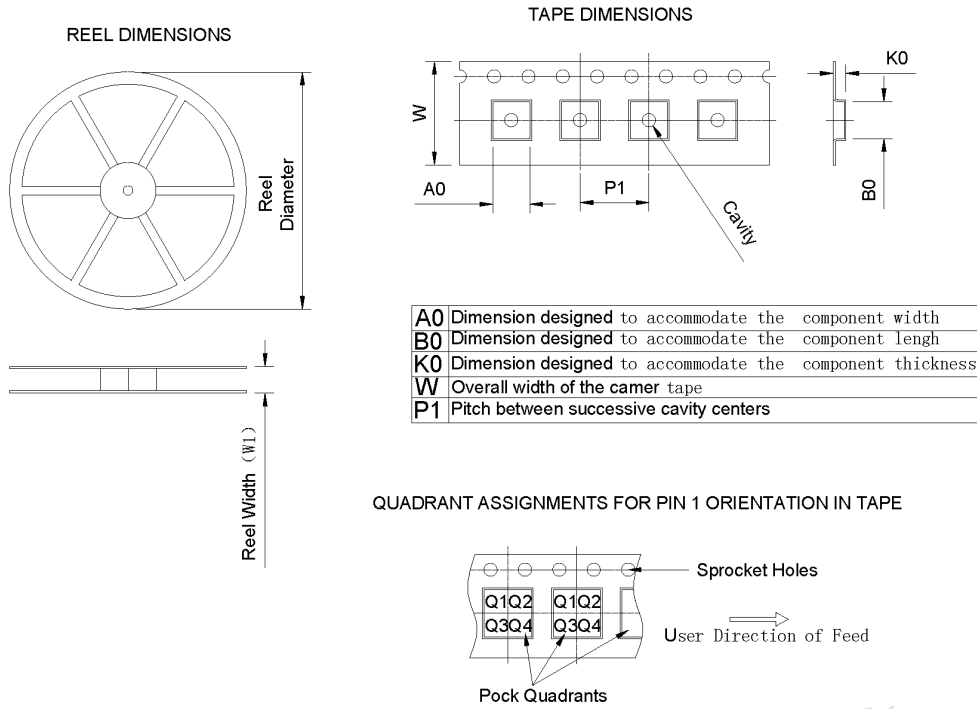 REEL DIMENSIONS
TAPE DIMENSIONS
Reel
Diameter
W
K0
A0
P1
B0
Cavity
A0 Dimension designed to accommodate the component width
B0 Dimension designed to accommodate the component lengh
K0 Dimension designed to accommodate the component thickness
W Overall width of the camer tape
P1 Pitch between successive cavity centers
Reel Width (W1)
QUADRANT ASSIGNMENTS FOR PIN 1 ORIENTATION IN TAPE
Sprocket Holes
Q1 Q2 Q1 Q2
Q3 Q4 Q3 Q4
User Direction of Feed
Pock Quadrants